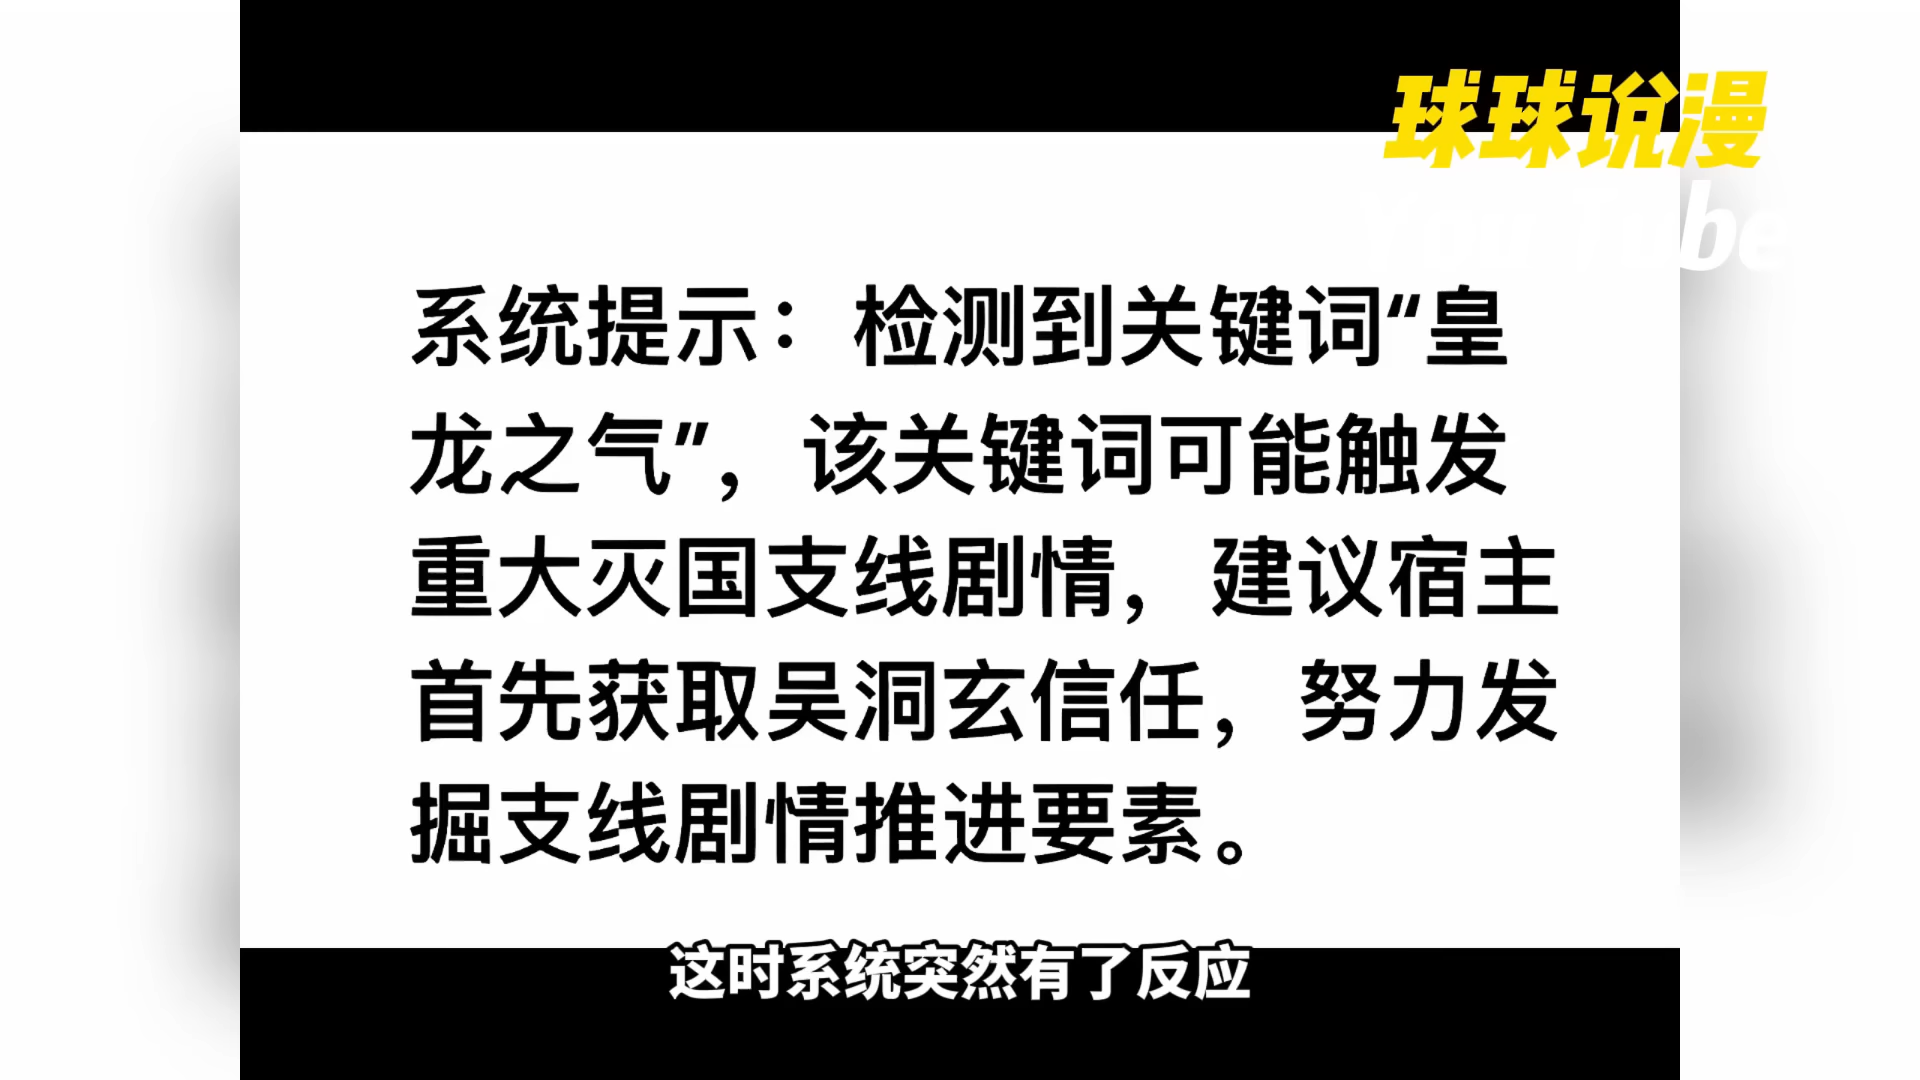 球球说漫
YouTube
系统提示：检测到关键词“皇
龙之气”，该关键词可能触发
重大灭国支线剧情，建议宿主
首先获取吴洞玄信任，努力发
掘支线剧情推进要素。
这时系统突然有了反应